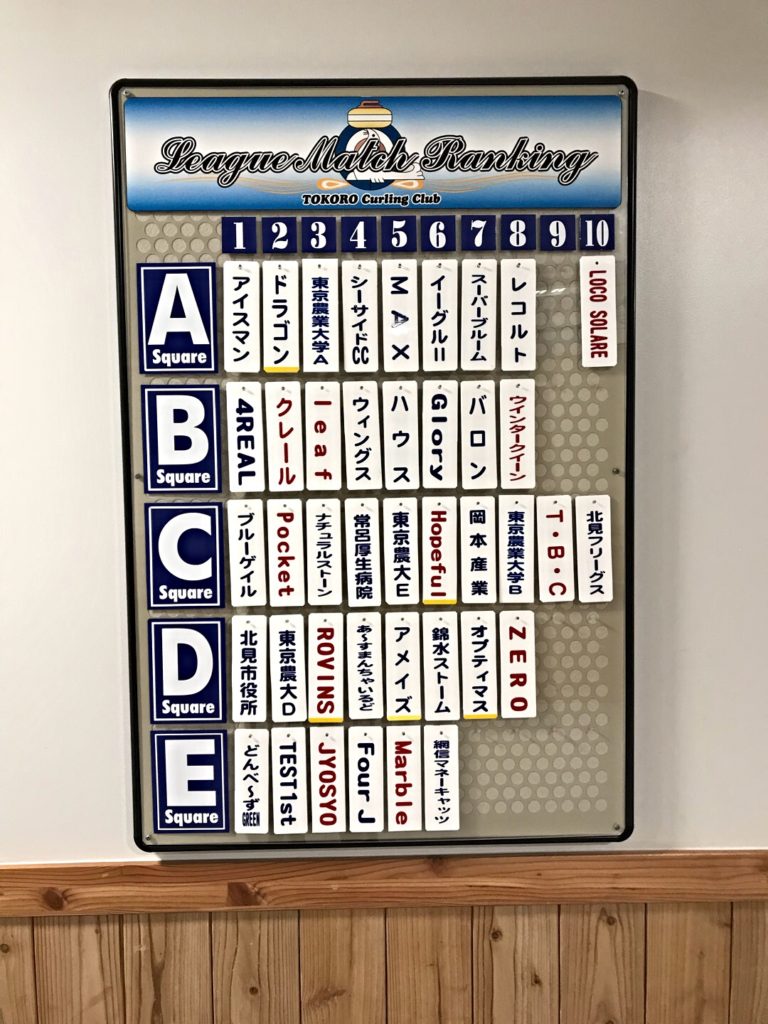 League Match Ranking
TOKORO Curling Club
1 2 3 4 5 6 7 8 9 10
A Square
アイスマン
ドラゴン
東京農業大学A
シーサイドCC
MAX
イーグルII
スーパーブルーム
レコルト
LOCO SOLARE
B Square
4REAL
クレール
leaf
ウィングス
ハウス
Glory
バロン
ウィンタークィーン
C Square
ブルーゲイル
Pocket
ナチュラルストーン
常呂厚生病院
東京農大E
Hopeful
岡本産業
東京農業大学B
T・B・C
北見フリーグス
D Square
北見市役所
東京農大D
ROVINS
あ〜すまんちゃいるど
アメイズ
錦水ストーム
オプティマス
ZERO
E Square
どんべ〜ずGREEN
TEST1st
JYOSYO
Four J
Marble
網信マネーキャッツ